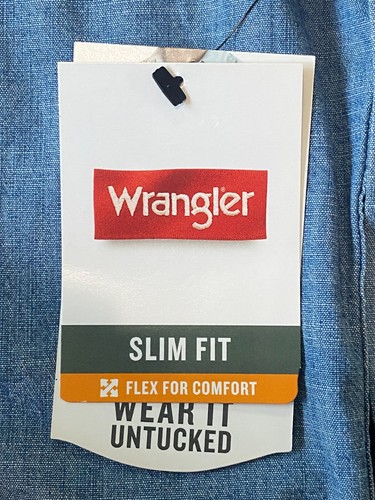 Wrangler
SLIM FIT
FLEX FOR COMFORT
WEAR IT
UNTUCKED